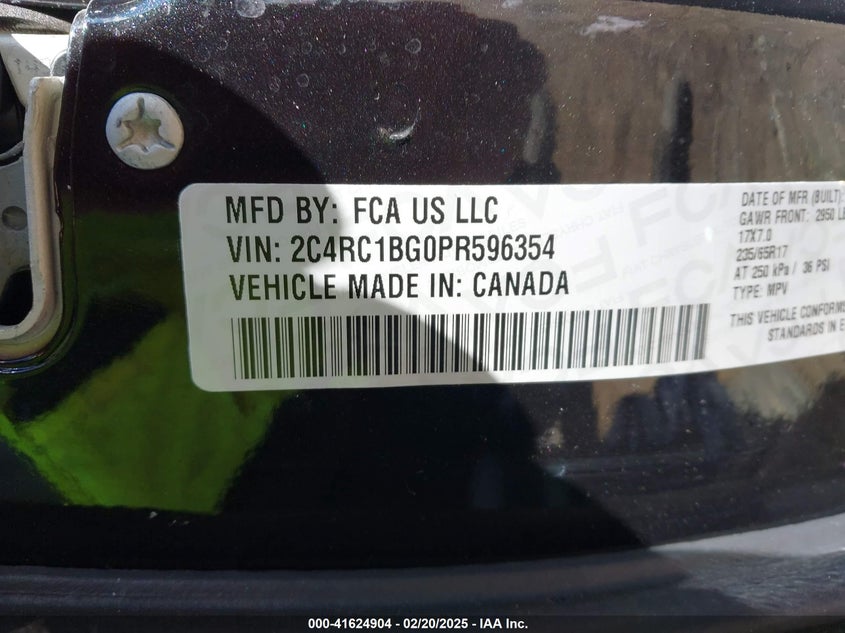 MFD BY: FCA US LLC
VIN: 2C4RC1BG0PR596354
VEHICLE MADE IN: CANADA
DATE OF MFR (BUILT):
GAWR FRONT: 2950 LB
17X7.0
235/65R17
AT 250 kPa / 36 PSI
TYPE: MPV
THIS VEHICLE CONFORMS
STANDARDS IN E
000-41624904 - 02/20/2025 - IAA Inc.